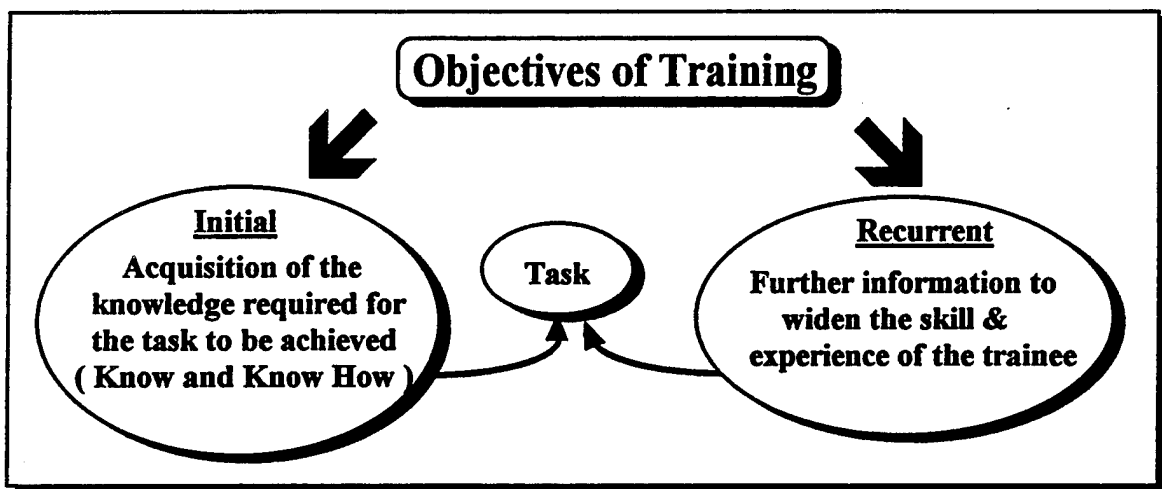 Objectives of Training
Initial
Acquisition of the
knowledge required for
the task to be achieved
( Know and Know How )
Task
Recurrent
Further information to
widen the skill &
experience of the trainee